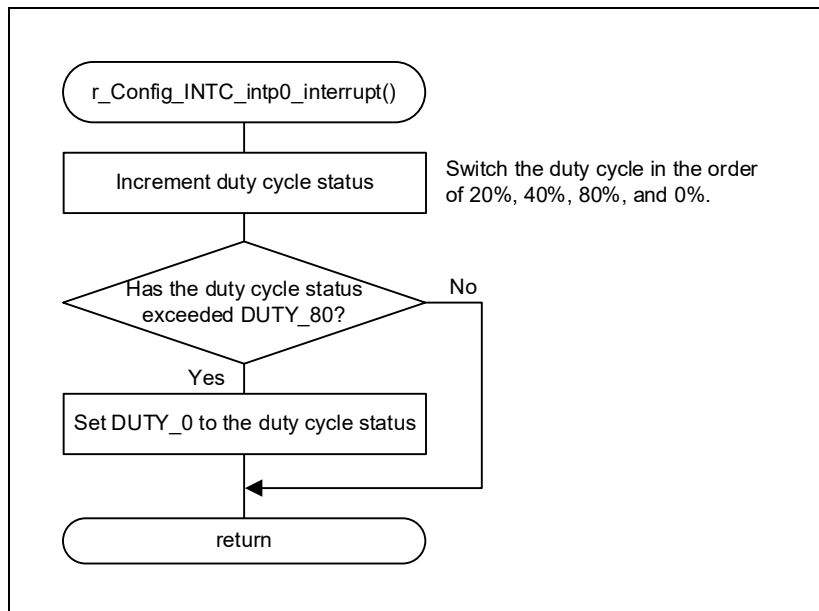 r_Config_INTC_intp0_interrupt()
Increment duty cycle status
Switch the duty cycle in the order
of 20%, 40%, 80%, and 0%.
Has the duty cycle status
exceeded DUTY_80?
No
Yes
Set DUTY_0 to the duty cycle status
return